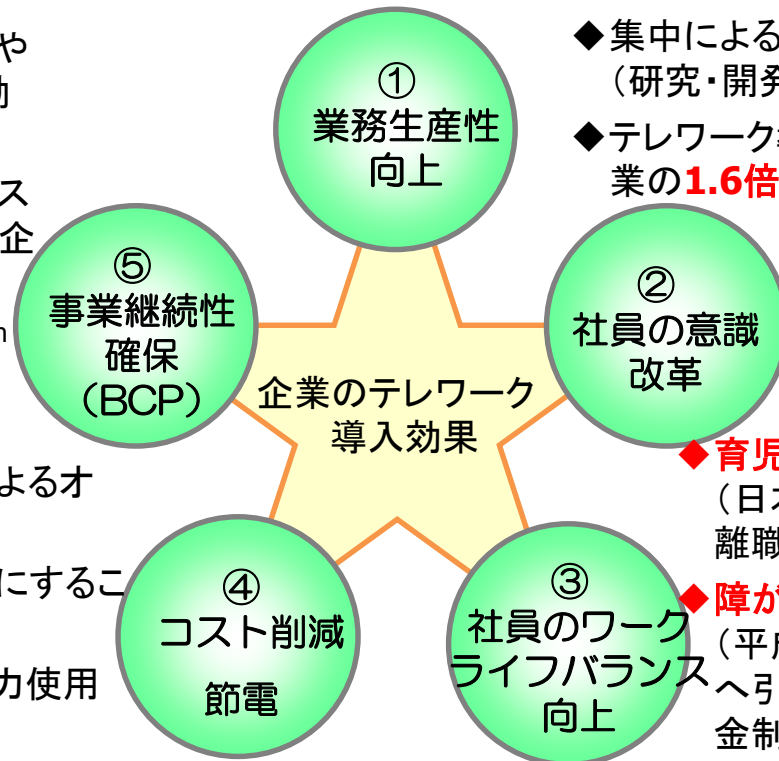 や
動
ス
企
n
よるオ
にするこ
力使用
①
業務生産性
向上
◆集中による
（研究・開発
◆テレワーク
業の1.6倍
②
社員の意識
改革
⑤
事業継続性
確保
（BCP）
企業のテレワーク
導入効果
④
コスト削減
節電
③
社員のワーク
ライフバランス
向上
◆育児
（日本
離職
◆障が
（平成
へ引
金制